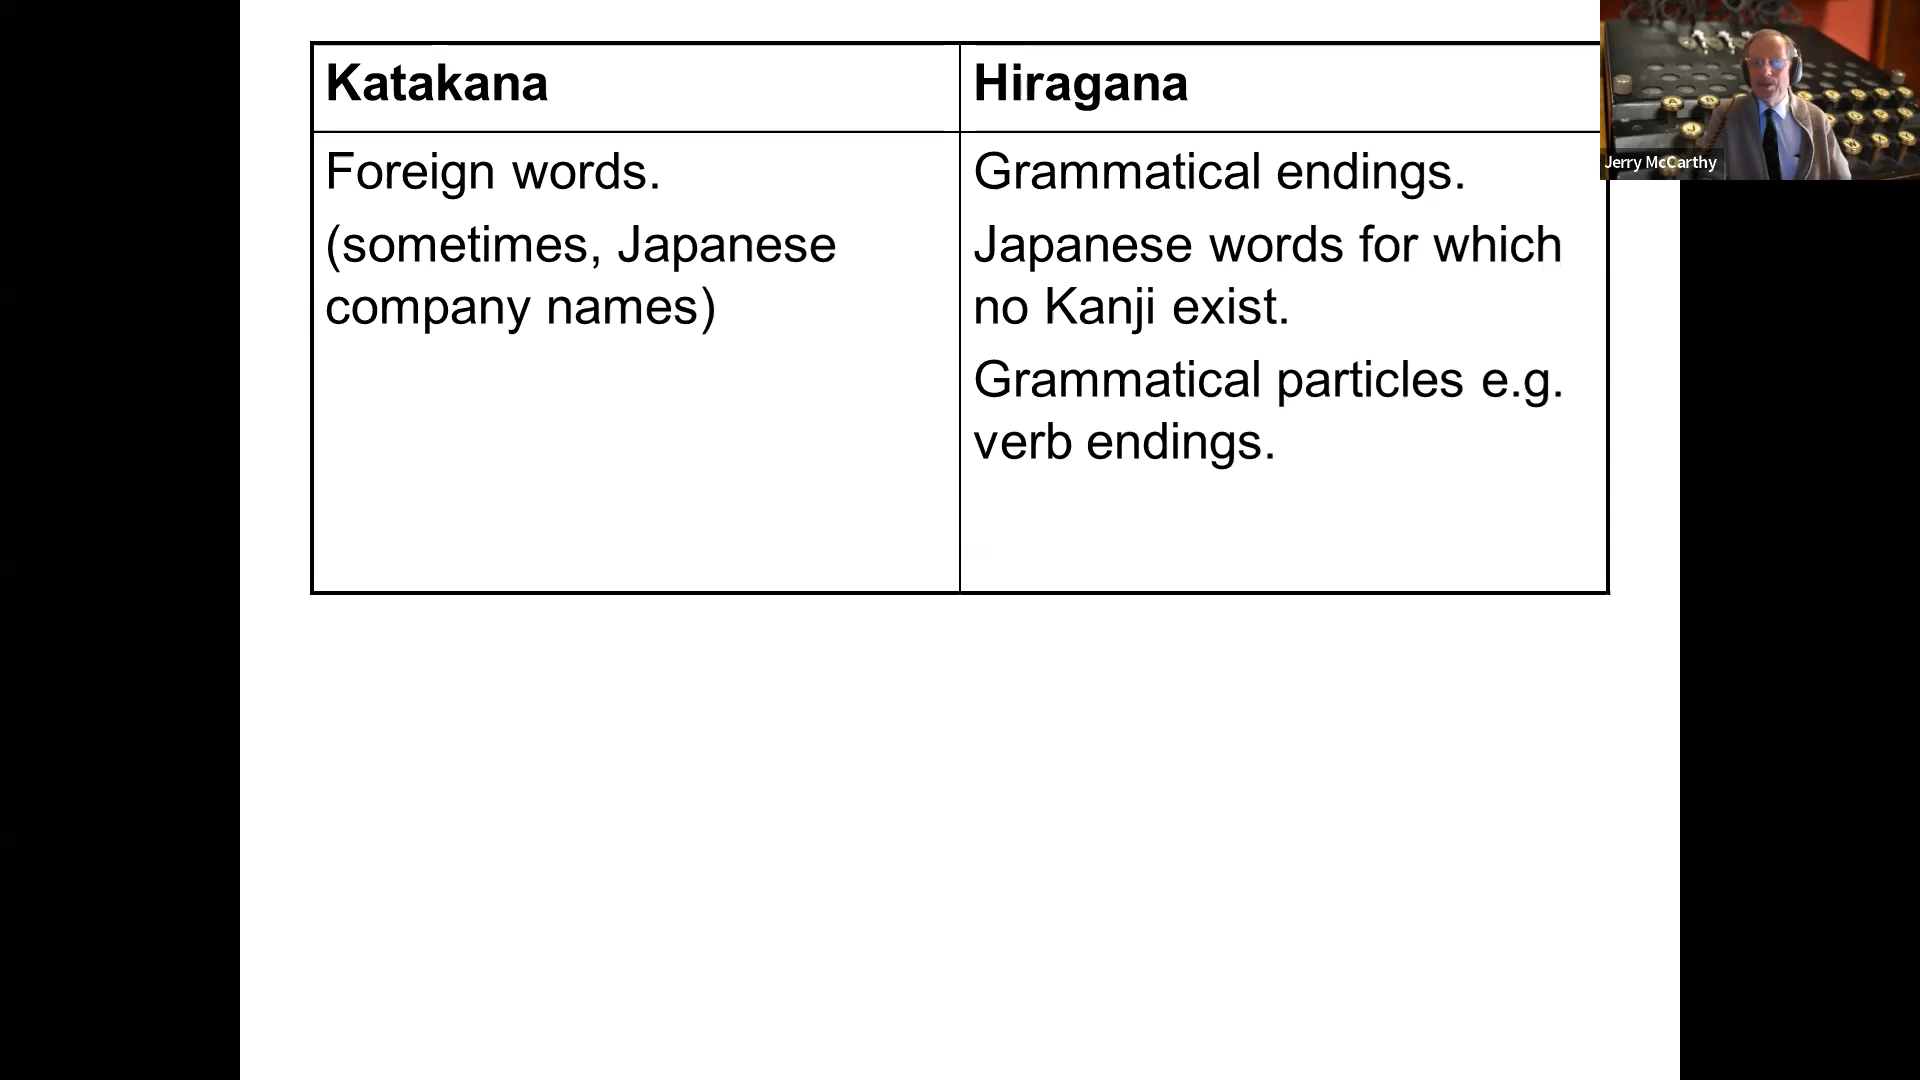 Katakana
Hiragana
Foreign words.
(sometimes, Japanese
company names)
Grammatical endings.
Japanese words for which
no Kanji exist.
Grammatical particles e.g.
verb endings.
Jerry McCarthy